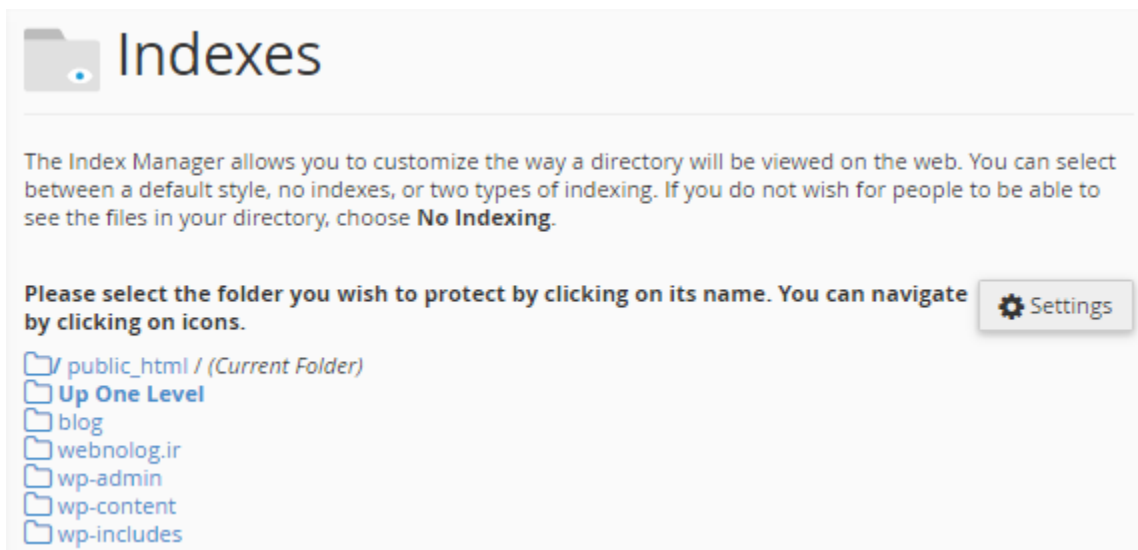 Indexes
The Index Manager allows you to customize the way a directory will be viewed on the web. You can select
between a default style, no indexes, or two types of indexing. If you do not wish for people to be able to
see the files in your directory, choose No Indexing.
Please select the folder you wish to protect by clicking on its name. You can navigate
by clicking on icons.
Settings
/ public_html / (Current Folder)
Up One Level
blog
webnolog.ir
wp-admin
wp-content
wp-includes